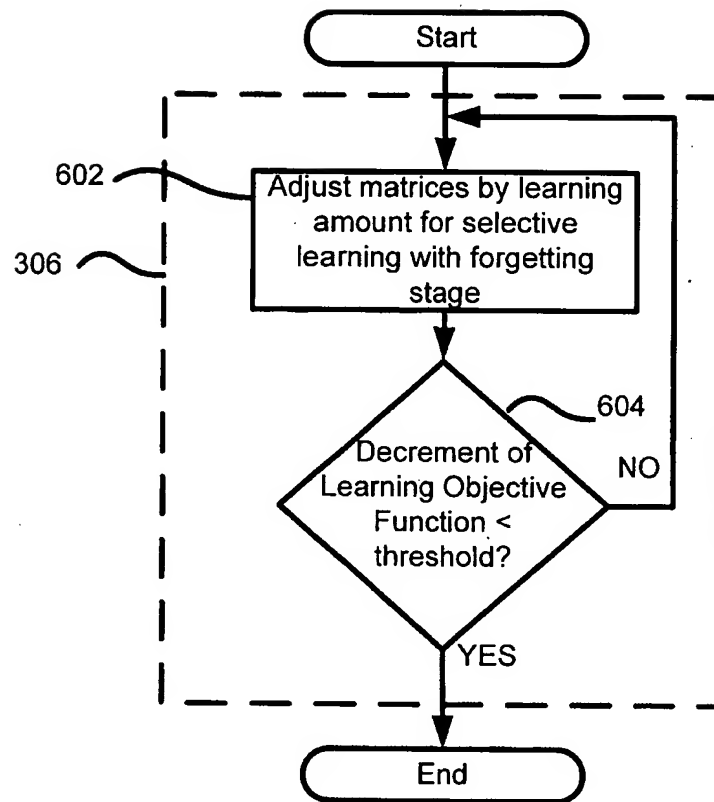 Start
602
Adjust matrices by learning
amount for selective
learning with forgetting
stage
306
604
Decrement of
Learning Objective
Function <
threshold?
NO
YES
End